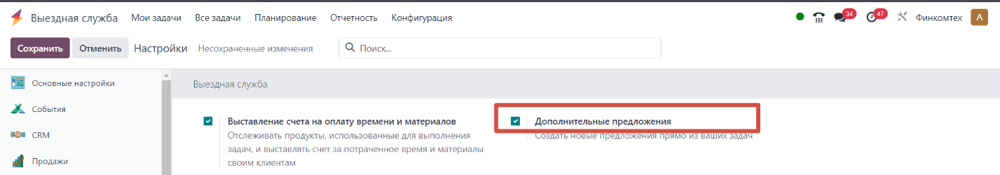 Выездная служба Мои задачи Все задачи Планирование Отчетность Конфигурация 34 47 Финкомтех A
Сохранить Отменить Настройки Несохраненные изменения Поиск...
Основные настройки
События
CRM
Продажи
Выездная служба
Выставление счета на оплату времени и материалов
Отслеживать продукты, использованные для выполнения
задач, и выставлять счет за потраченное время и материалы
своим клиентам
Дополнительные предложения
Создать новые предложения прямо из ваших задач